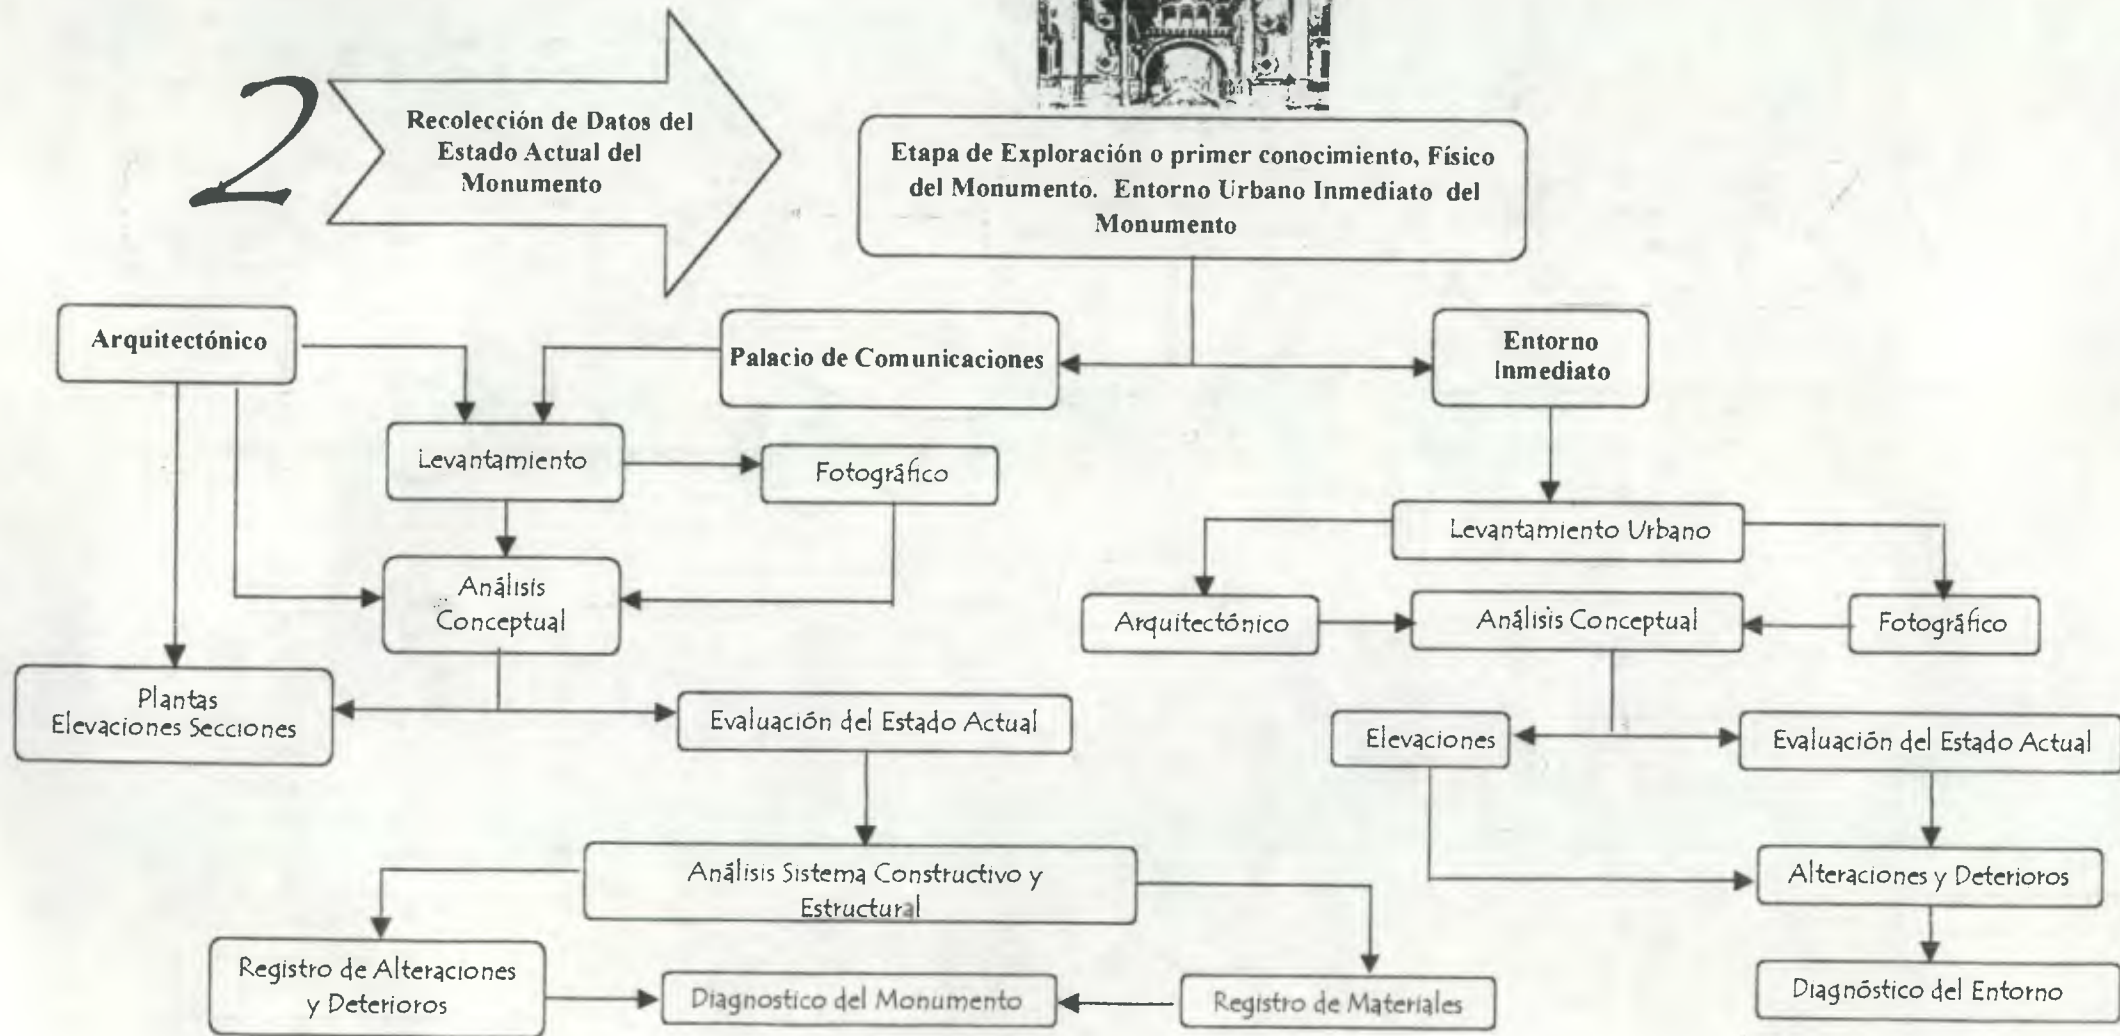 2
Recolección de Datos del
Estado Actual del
Monumento
Etapa de Exploración o primer conocimiento, Físico
del Monumento. Entorno Urbano Inmediato del
Monumento
Arquitectónico
Palacio de Comunicaciones
Entorno
Inmediato
Levantamiento
Fotográfico
Levantamiento Urbano
Análisis
Conceptual
Arquitectónico
Análisis Conceptual
Fotográfico
Plantas
Elevaciones Secciones
Evaluación del Estado Actual
Elevaciones
Evaluación del Estado Actual
Análisis Sistema Constructivo y
Estructural
Alteraciones y Deterioros
Registro de Alteraciones
y Deterioros
Diagnostico del Monumento
Registro de Materiales
Diagnóstico del Entorno